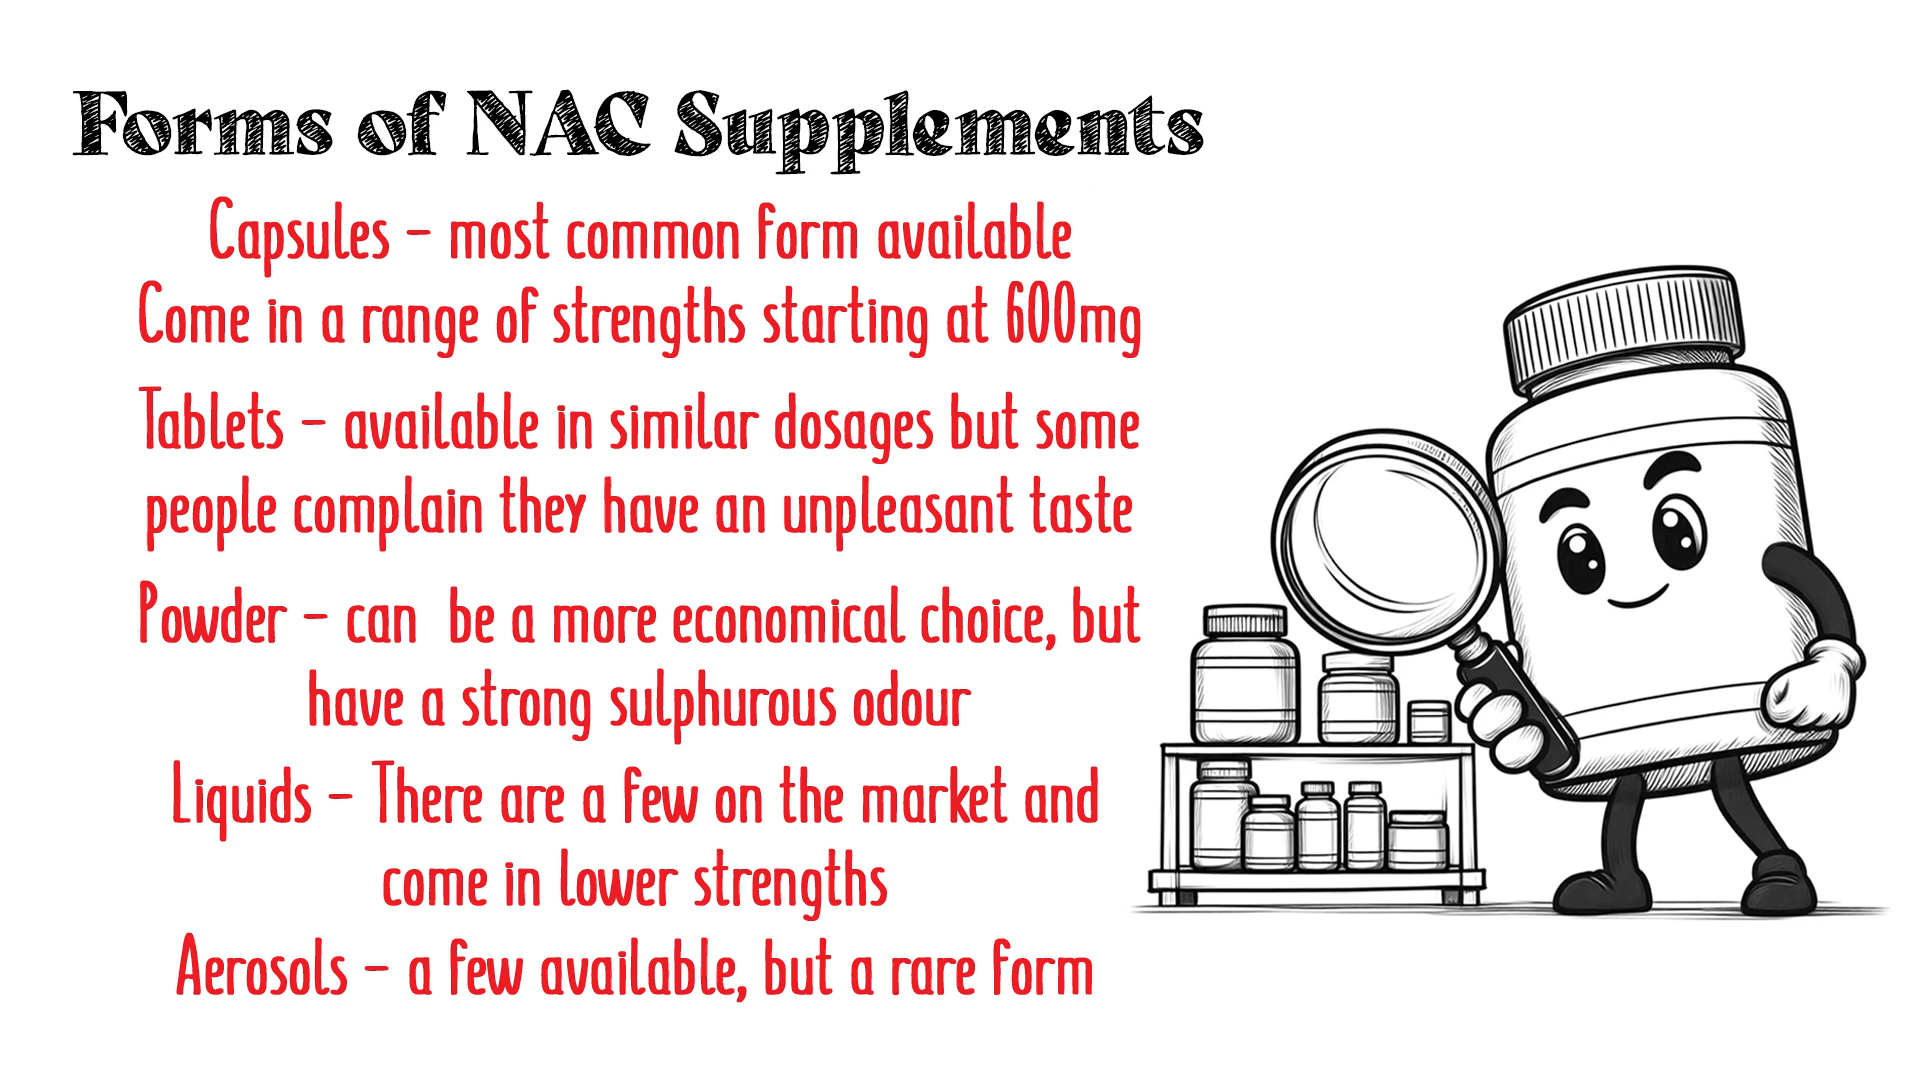 Forms of NAC Supplements
Capsules - most common form available
Come in a range of strengths starting at 600mg
Tablets - available in similar dosages but some
people complain they have an unpleasant taste
Powder - can  be a more economical choice, but
have a strong sulphurous odour
Liquids - There are a few on the market and
come in lower strengths
Aerosols - a few available, but a rare form